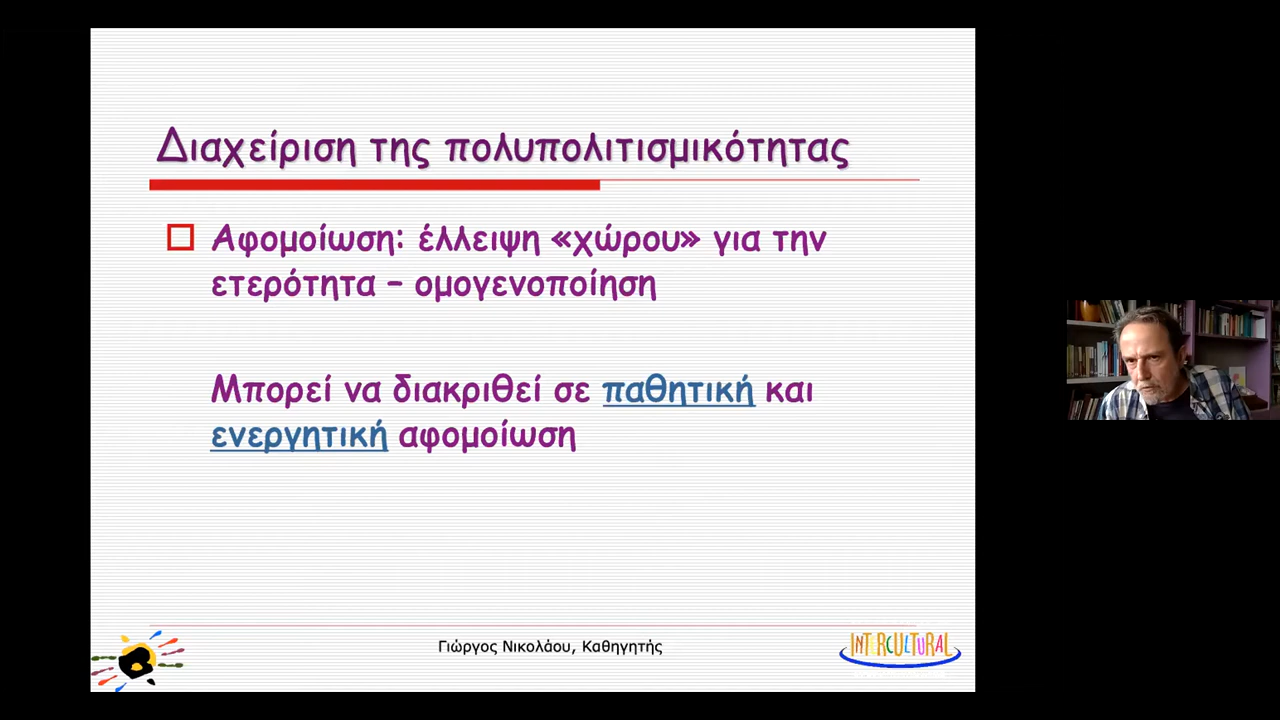 Διαχείριση της πολυπολιτισμικότητας
Αφομοίωση: έλλειψη «χώρου» για την
ετερότητα – ομογενοποίηση
Μπορεί να διακριθεί σε παθητική και
ενεργητική αφομοίωση
Γιώργος Νικολάου, Καθηγητής
INTERCULTURAL